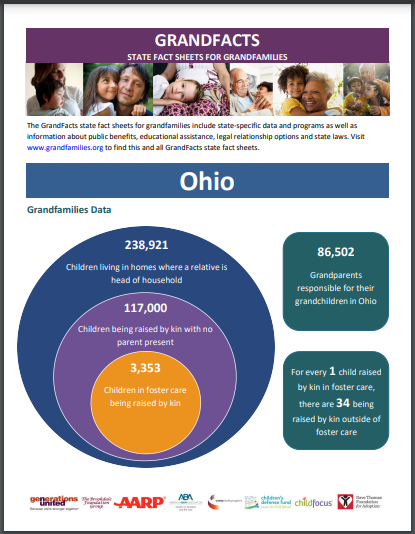 GRANDFACTS
STATE FACT SHEETS FOR GRANDFAMILIES
The GrandFacts state fact sheets for grandfamilies include state-specific data and programs as well as
information about public benefits, educational assistance, legal relationship options and state laws. Visit
www.grandfamilies.org to find this and all GrandFacts state fact sheets.
Ohio
Grandfamilies Data
238,921
Children living in homes where a relative is
head of household
117,000
Children being raised by kin with no
parent present
3,353
Children in foster care
being raised by kin
86,502
Grandparents
responsible for their
grandchildren in Ohio
For every 1 child raised
by kin in foster care,
there are 34 being
raised by kin outside of
foster care
generations
united
Because we're stronger together
The Brookdale
Foundation
Group
AARP
ABA
children's
defense fund
childfocus
Dave Thomas
Foundation
for Adoption